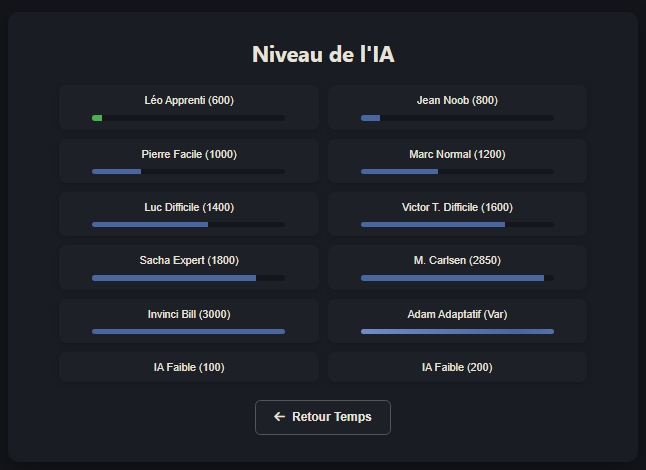 Niveau de l'IA
Léo Apprenti (600)
Jean Noob (800)
Pierre Facile (1000)
Marc Normal (1200)
Luc Difficile (1400)
Victor T. Difficile (1600)
Sacha Expert (1800)
M. Carlsen (2850)
Invinci Bill (3000)
Adam Adaptatif (Var)
IA Faible (100)
IA Faible (200)
← Retour Temps